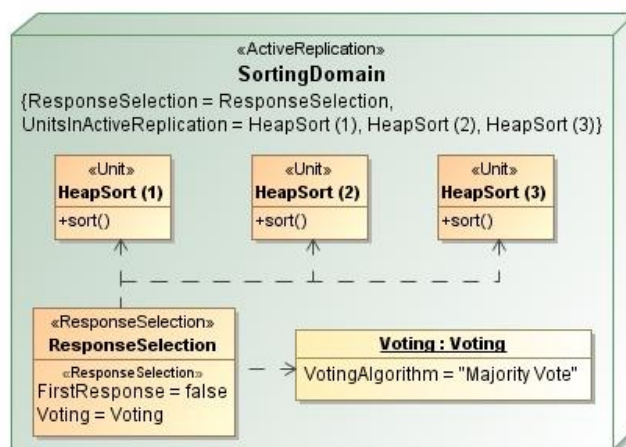 «ActiveReplication»
SortingDomain
{ResponseSelection = ResponseSelection,
UnitsInActiveReplication = HeapSort (1), HeapSort (2), HeapSort (3)}
«Unit»
HeapSort (1)
+sort()
«Unit»
HeapSort (2)
+sort()
«Unit»
HeapSort (3)
+sort()
«ResponseSelection»
ResponseSelection
«ResponseSelection»
FirstResponse = false
Voting = Voting
Voting : Voting
VotingAlgorithm = "Majority Vote"